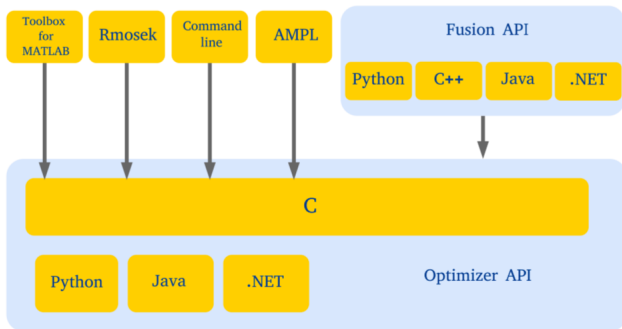 Toolbox
for
MATLAB
Rmosek
Command
line
AMPL
Fusion API
Python
C++
Java
.NET
C
Python
Java
.NET
Optimizer API